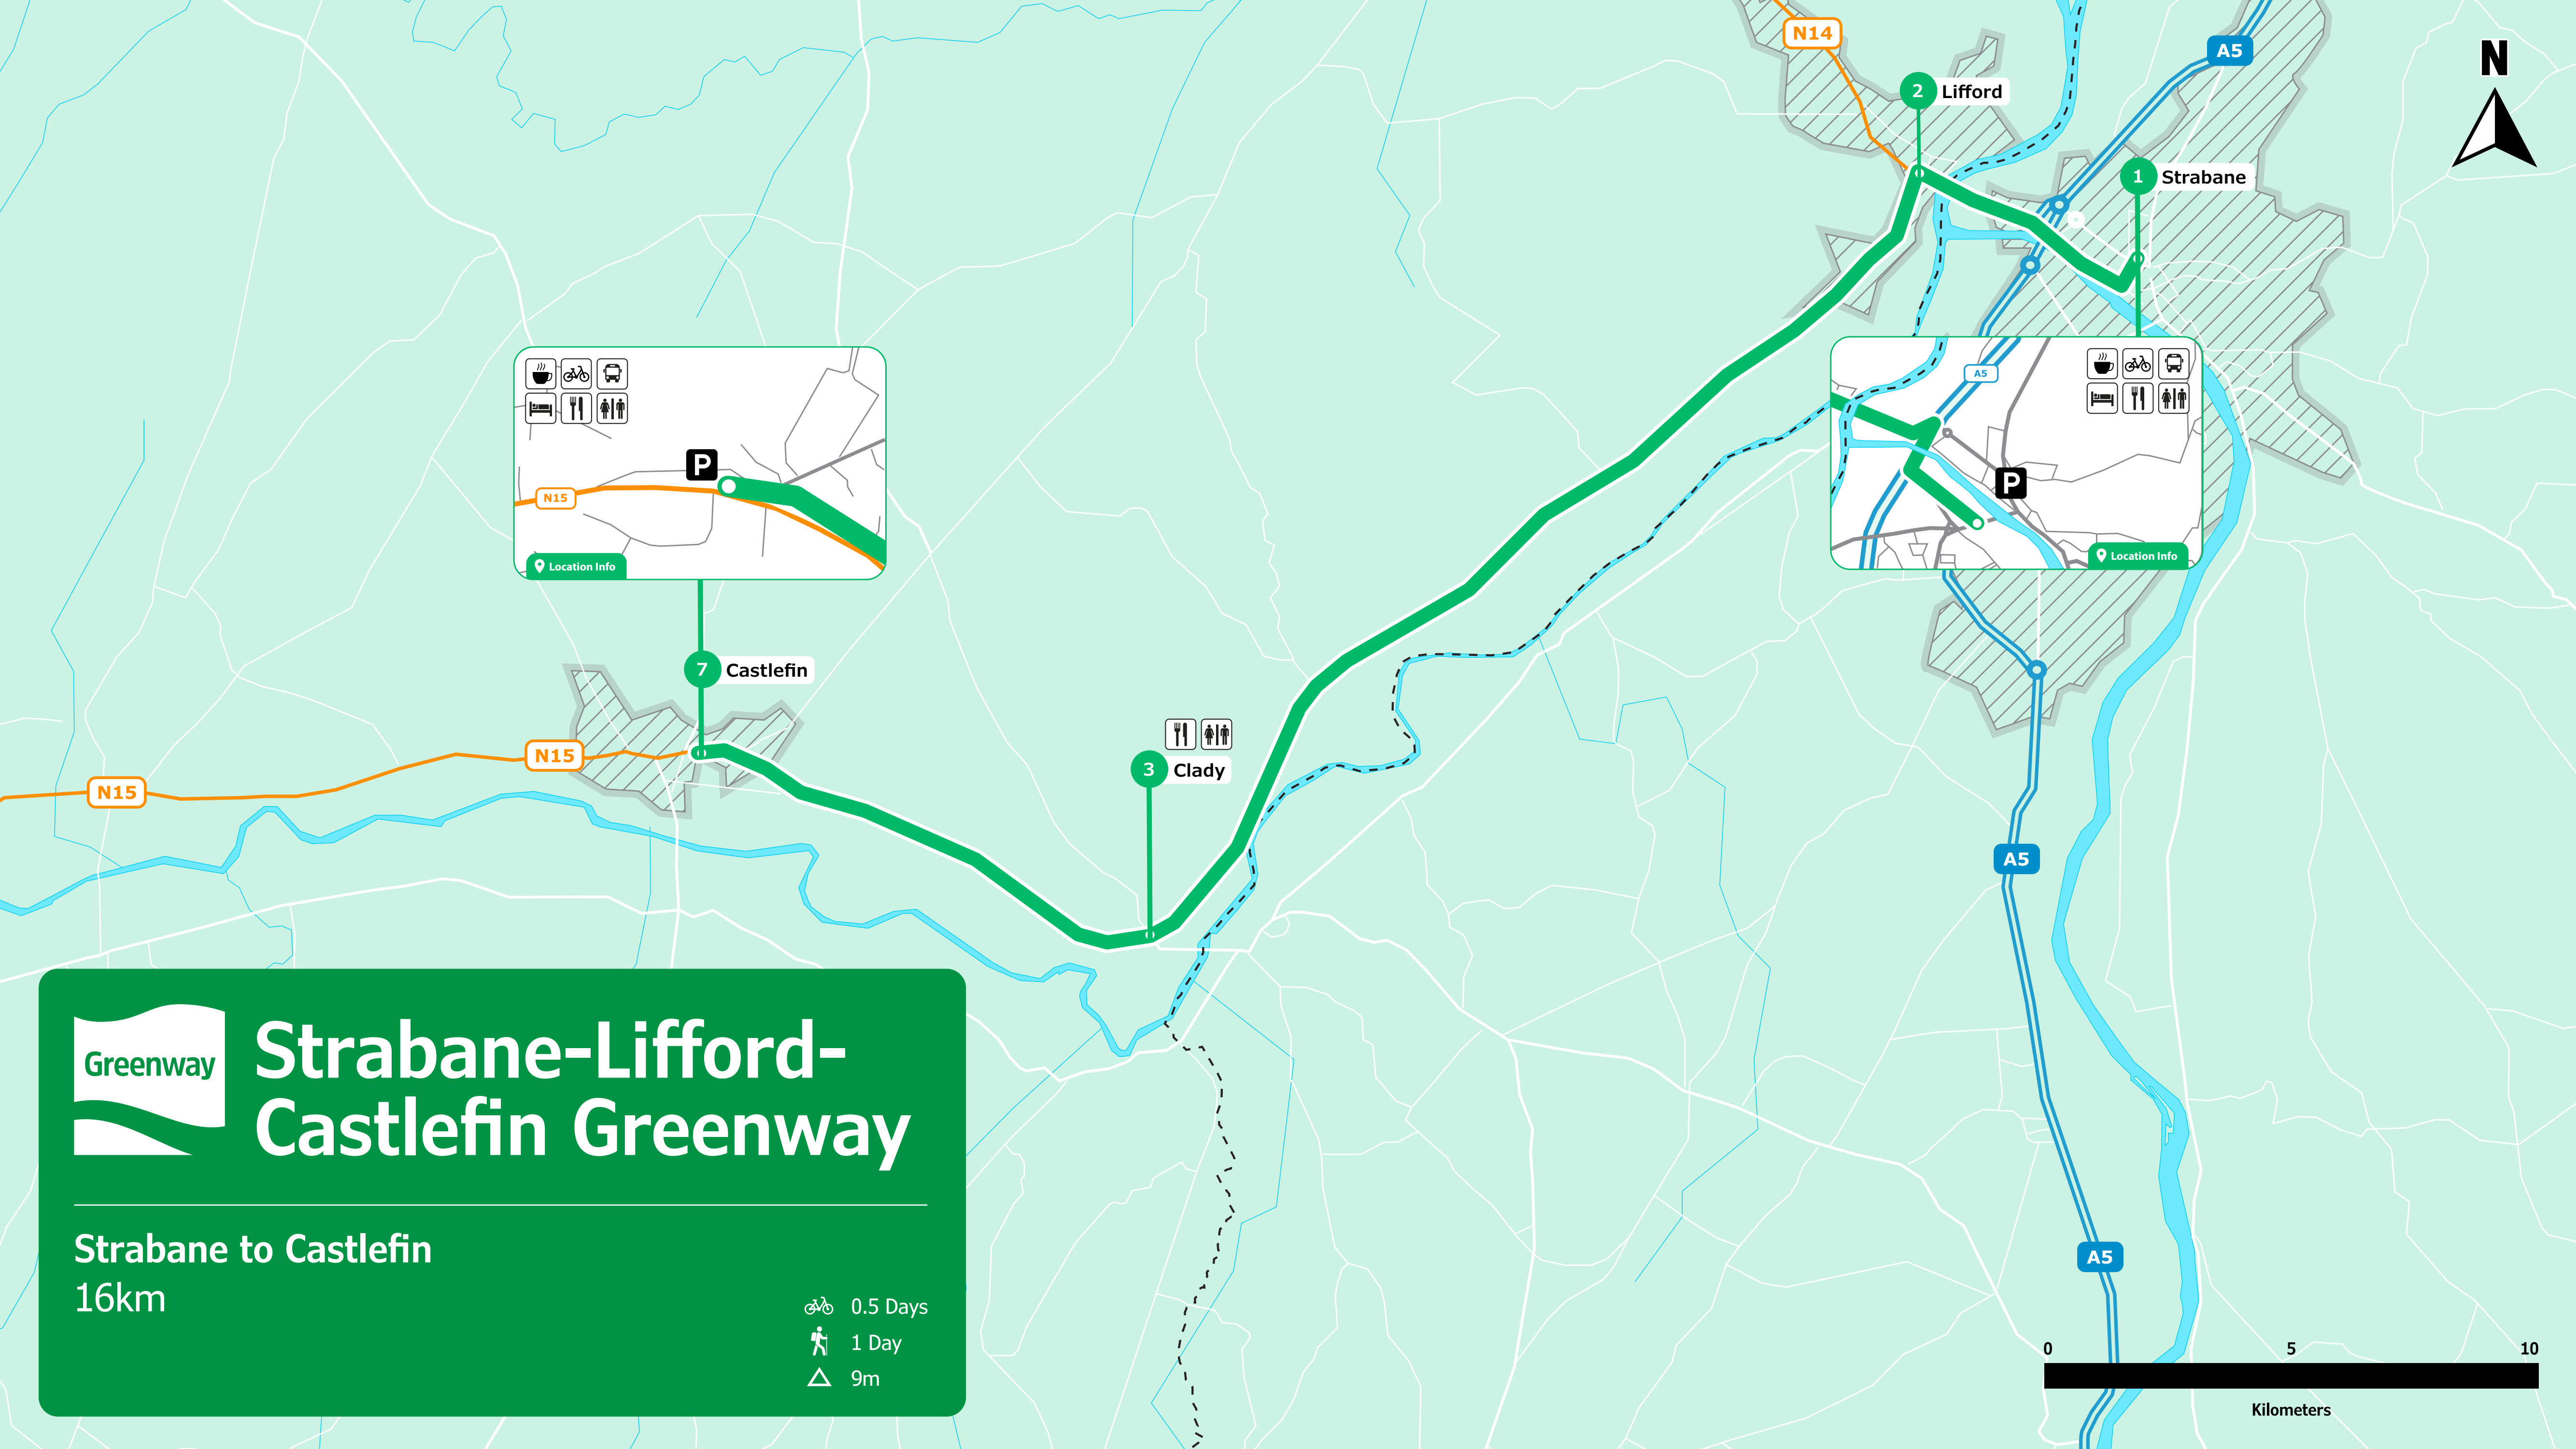 N14
A5
N
2
Lifford
1
Strabane
A5
Location Info
P
P
N15
Location Info
7
Castlefin
N15
N15
3
Clady
A5
Greenway
Strabane-Lifford-
Castlefin Greenway
Strabane to Castlefin
16km
0.5 Days
1 Day
9m
A5
0 5 10
Kilometers